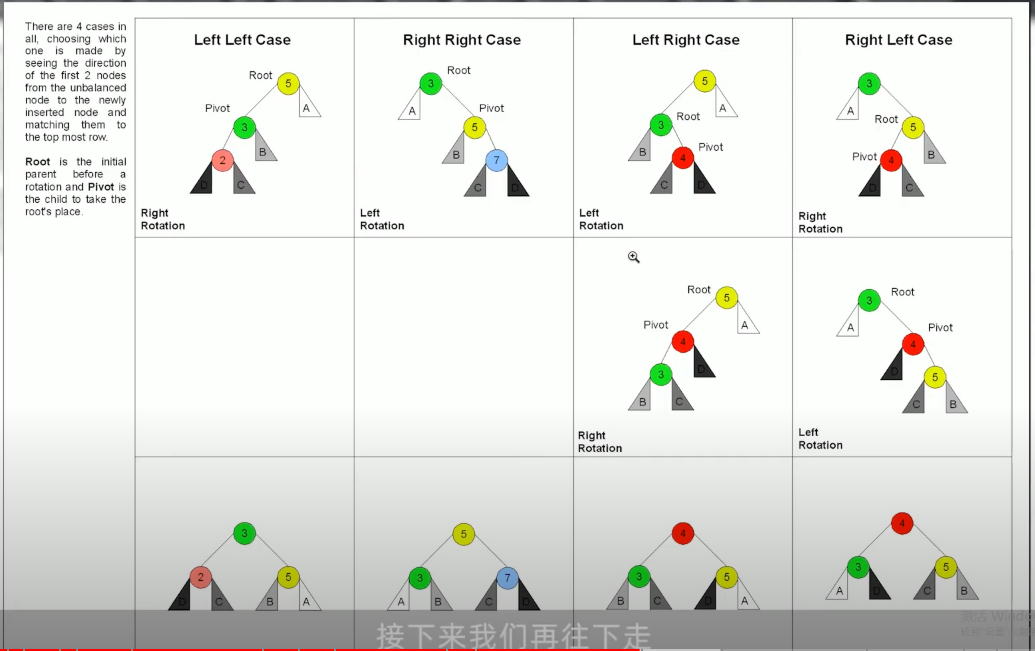 There are 4 cases in
all, choosing which
one is made by
seeing the direction
of the first 2 nodes
from the unbalanced
node to the newly
inserted node and
matching them to
the top most row.
Root is the initial
parent before a
rotation and Pivot is
the child to take the
root's place.
Left Left Case
Root
5
A
Pivot
3
B
2
D
C
Right
Rotation
Right Right Case
Root
3
A
Pivot
5
B
7
C
D
Left
Rotation
Left Right Case
5
A
3
Root
B
Pivot
4
C
D
Left
Rotation
Right Left Case
3
A
Root
5
B
Pivot
4
D
C
Right
Rotation
Root
5
A
Pivot
4
D
3
B
C
Right
Rotation
3
Root
A
Pivot
4
D
5
C
B
Left
Rotation
3
2
5
D
C
B
A
5
3
7
A
B
C
D
4
3
5
B
C
D
A
4
3
5
A
D
C
B
接下来我们再往下走
激活 Windo